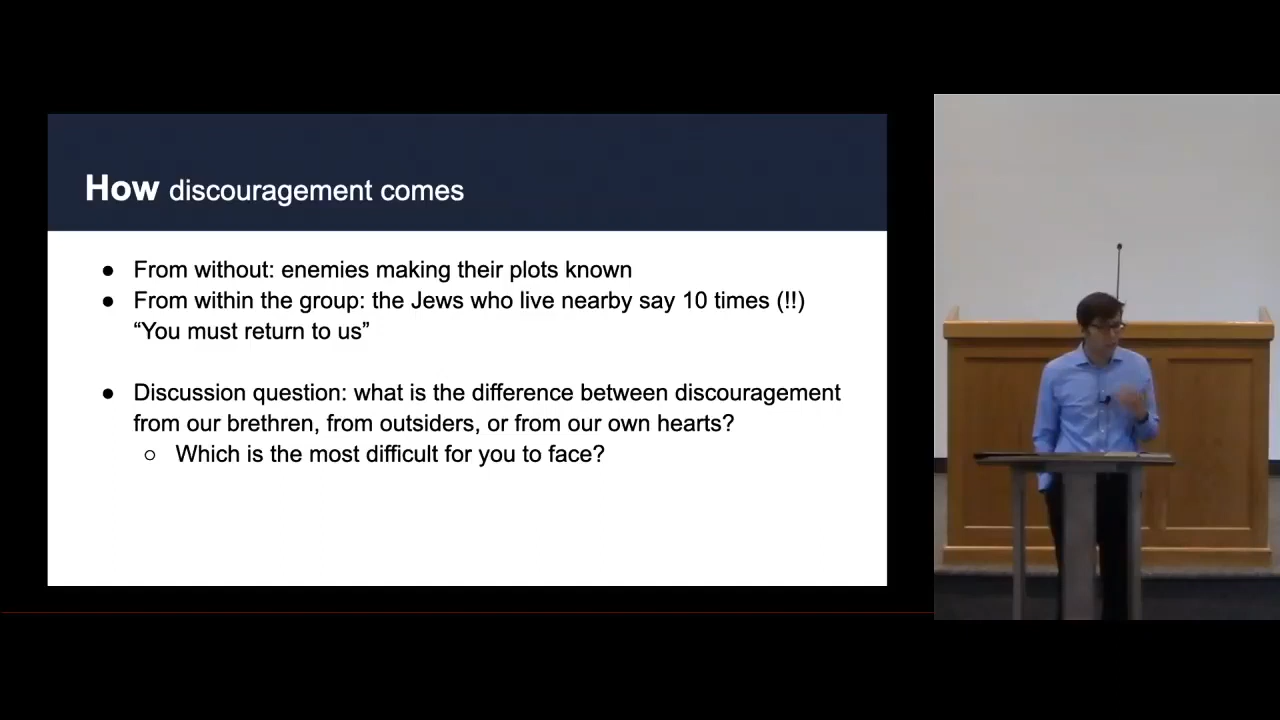 How discouragement comes
● From without: enemies making their plots known
● From within the group: the Jews who live nearby say 10 times (!!)
“You must return to us”
● Discussion question: what is the difference between discouragement
from our brethren, from outsiders, or from our own hearts?
○ Which is the most difficult for you to face?